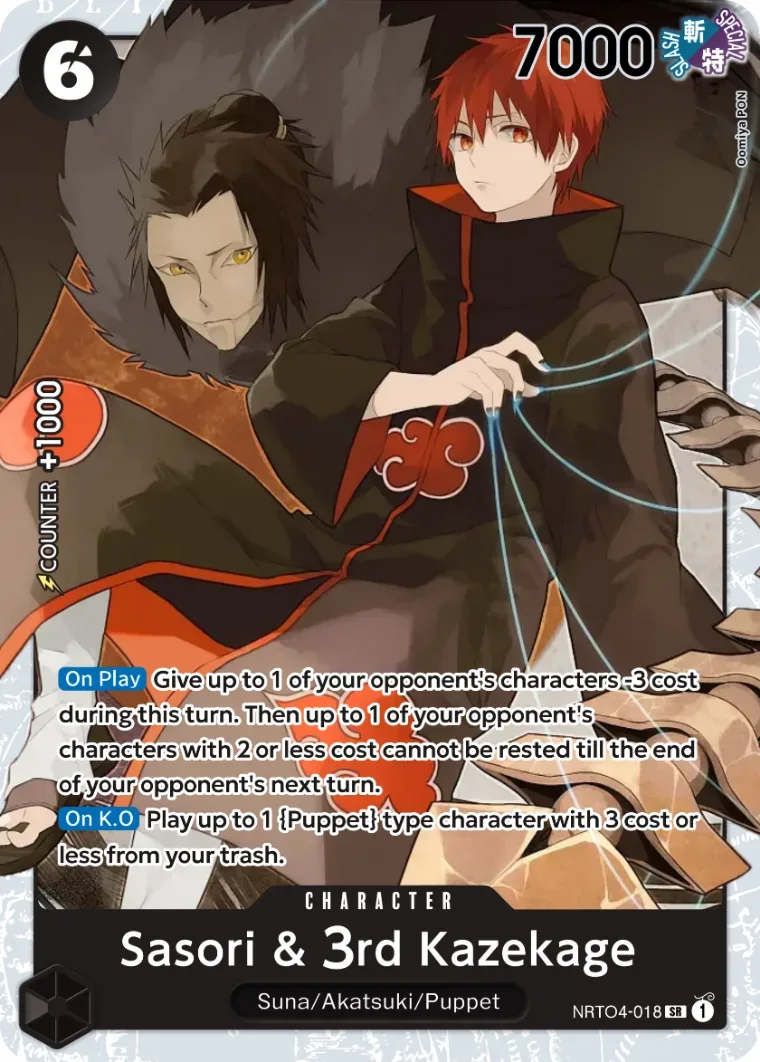 6
7000
SLASH 斬 特 SPECIAL
Oomiya PON
COUNTER +1000
On Play Give up to 1 of your opponent's characters -3 cost
during this turn. Then up to 1 of your opponent's
characters with 2 or less cost cannot be rested till the end
of your opponent's next turn.
On K.O Play up to 1 {Puppet} type character with 3 cost or
less from your trash.
CHARACTER
Sasori & 3rd Kazekage
Suna/Akatsuki/Puppet
NRTO4-018 SR 1